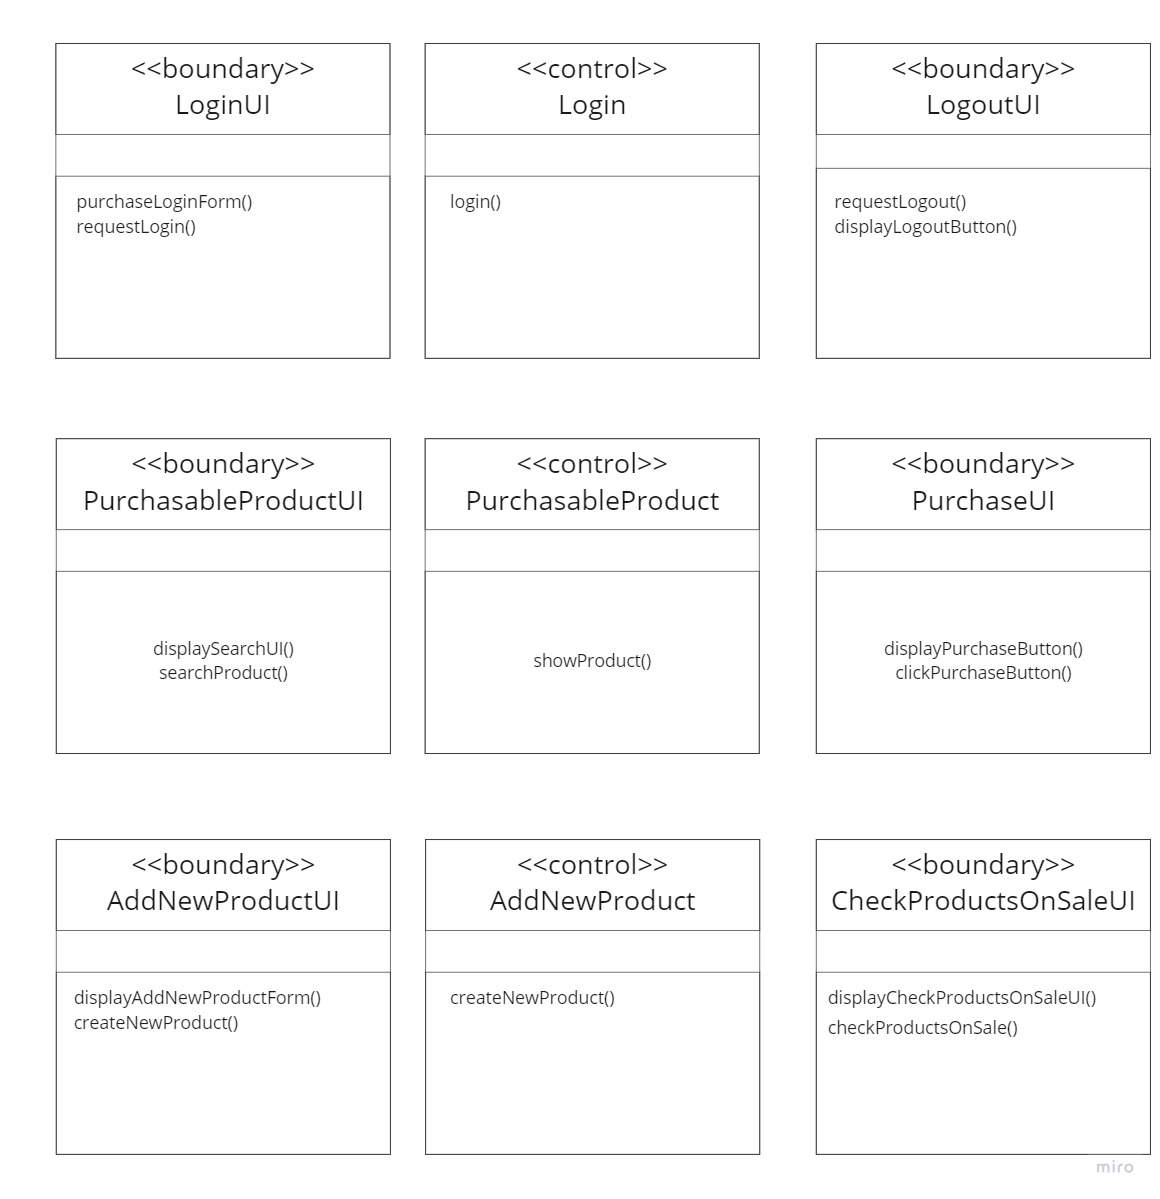 <<boundary>>
LoginUI
purchaseLoginForm()
requestLogin()
<<control>>
Login
login()
<<boundary>>
LogoutUI
requestLogout()
displayLogoutButton()
<<boundary>>
PurchasableProductUI
displaySearchUI()
searchProduct()
<<control>>
PurchasableProduct
showProduct()
<<boundary>>
PurchaseUI
displayPurchaseButton()
clickPurchaseButton()
<<boundary>>
AddNewProductUI
displayAddNewProductForm()
createNewProduct()
<<control>>
AddNewProduct
createNewProduct()
<<boundary>>
CheckProductsOnSaleUI
displayCheckProductsOnSaleUI()
checkProductsOnSale()
miro